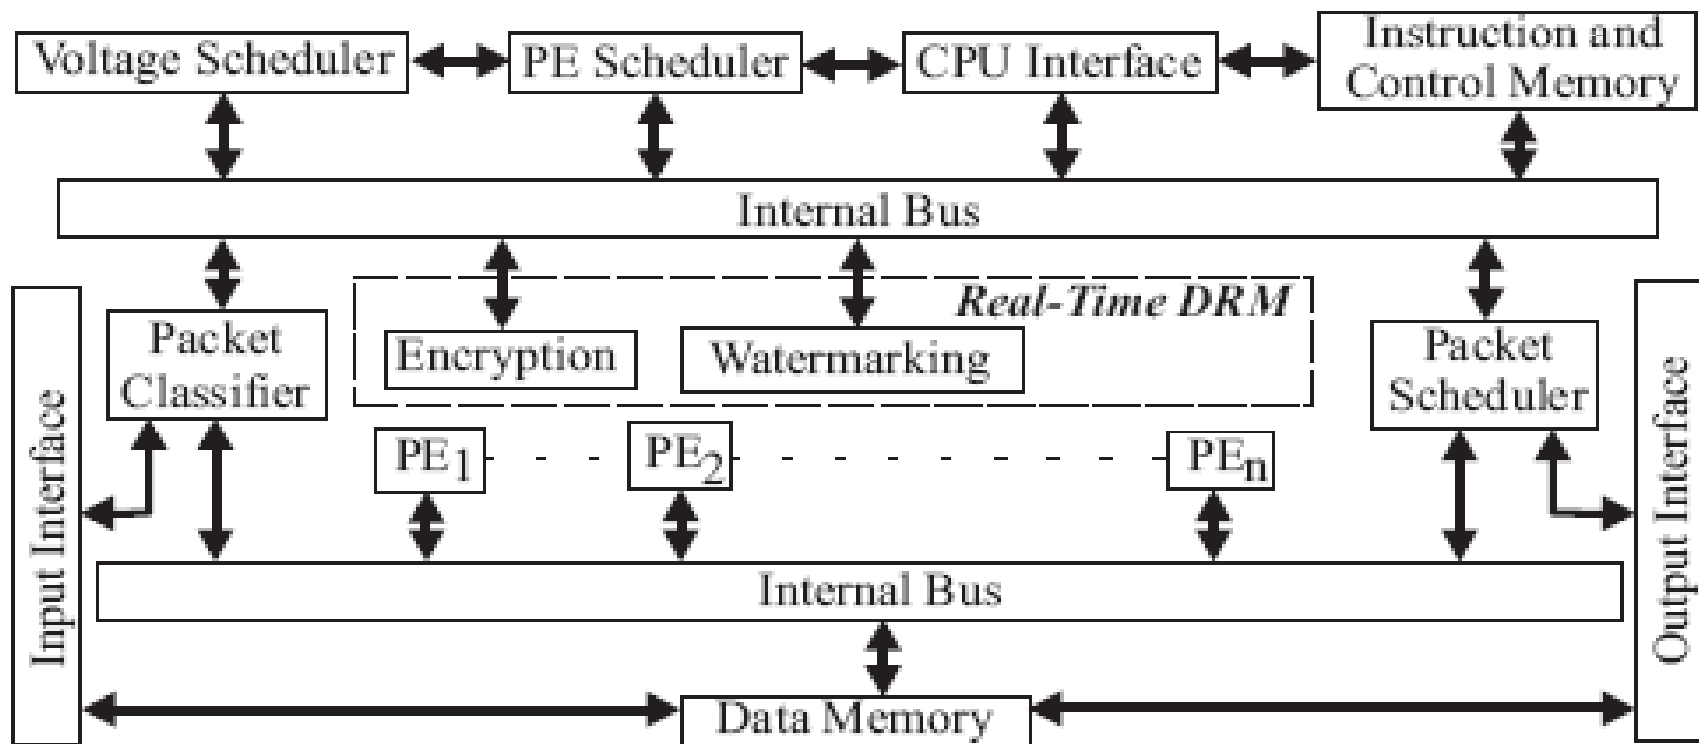 Voltage Scheduler
PE Scheduler
CPU Interface
Instruction and
Control Memory
Internal Bus
Real-Time DRM
Packet
Classifier
Encryption
Watermarking
Packet
Scheduler
PE1
PE2
PEn
Input Interface
Output Interface
Internal Bus
Data Memory